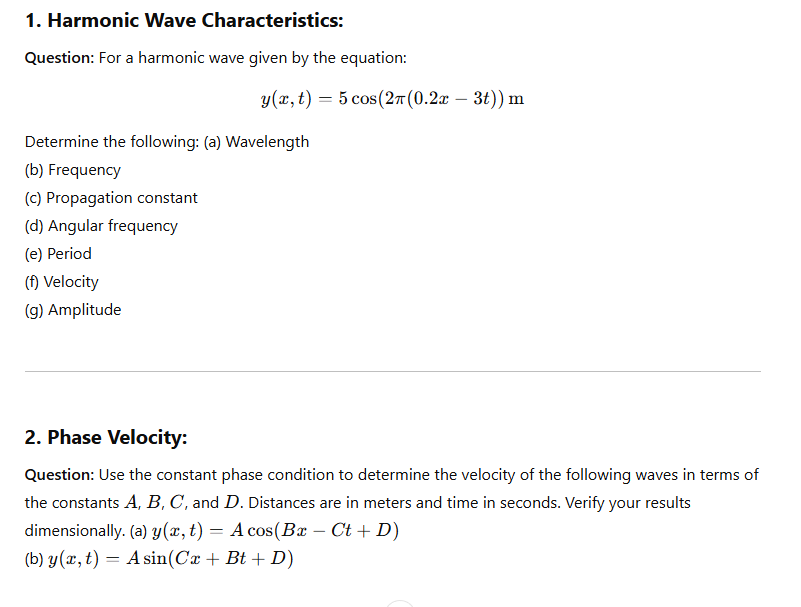 1. Harmonic Wave Characteristics:
Question: For a harmonic wave given by the equation:
y(x, t) = 5 cos(2π(0.2x − 3t)) m
Determine the following: (a) Wavelength
(b) Frequency
(c) Propagation constant
(d) Angular frequency
(e) Period
(f) Velocity
(g) Amplitude
2. Phase Velocity:
Question: Use the constant phase condition to determine the velocity of the following waves in terms of
the constants A, B, C, and D. Distances are in meters and time in seconds. Verify your results
dimensionally. (a) y(x, t) = A cos(Bx − Ct + D)
(b) y(x, t) = A sin(Cx + Bt + D)